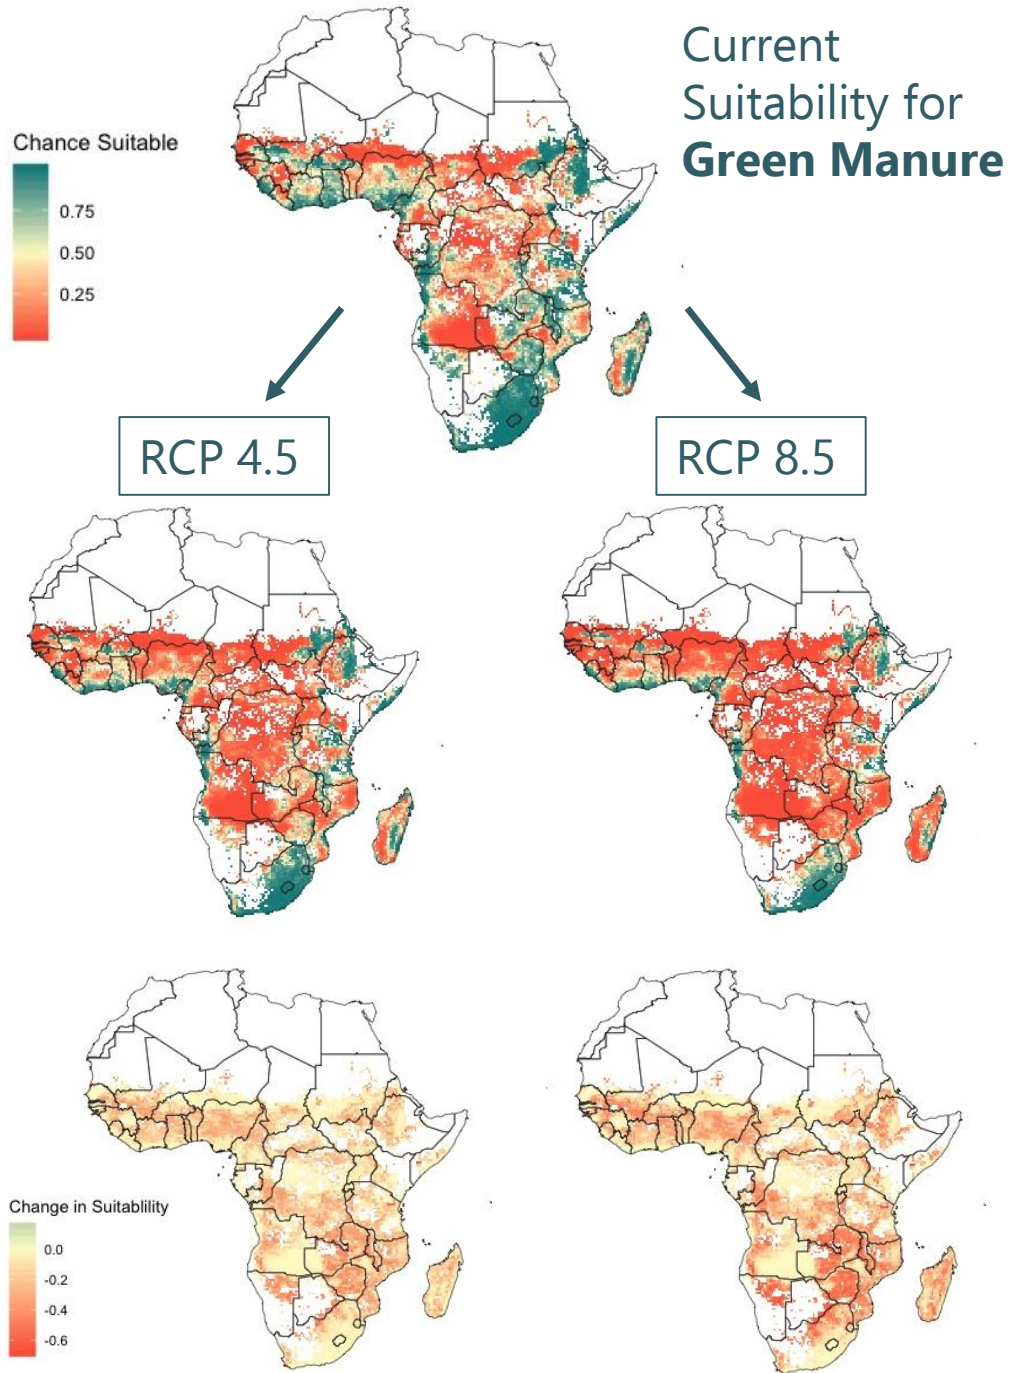 Current
Suitability for
Green Manure
Chance Suitable
0.75
0.50
0.25
RCP 4.5
RCP 8.5
Change in Suitablility
0.0
-0.2
-0.4
-0.6